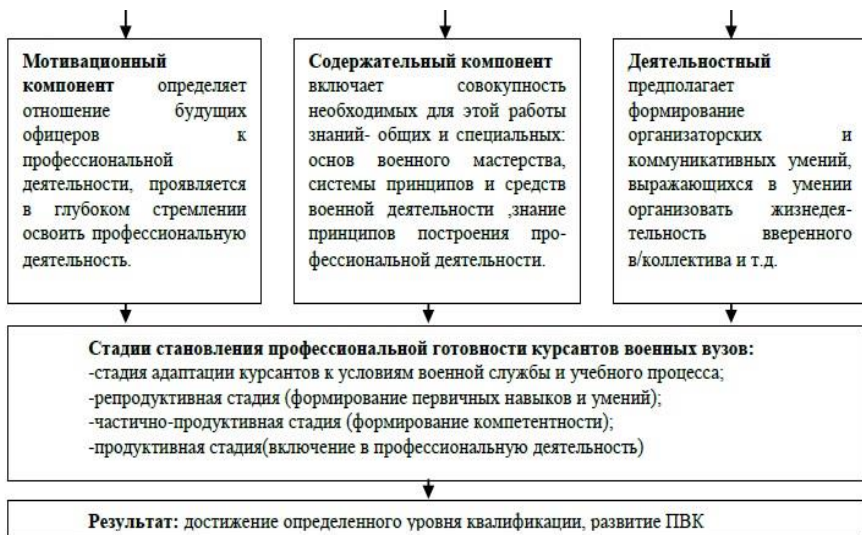 Мотивационный
компонент определяет
отношение будущих
офицеров к
профессиональной
деятельности, проявляется
в глубоком стремлении
освоить профессиональную
деятельность.
Содержательный компонент
включает совокупность
необходимых для этой работы
знаний- общих и специальных:
основ военного мастерства,
системы принципов и средств
военной деятельности ,знание
принципов построения про-
фессиональной деятельности.
Деятельностный
предполагает
формирование
организаторских и
коммуникативных умений,
выражающихся в умении
организовать жизнедея-
тельность вверенного
в/коллектива и т.д.
Стадии становления профессиональной готовности курсантов военных вузов:
-стадия адаптации курсантов к условиям военной службы и учебного процесса;
-репродуктивная стадия (формирование первичных навыков и умений);
-частично-продуктивная стадия (формирование компетентности);
-продуктивная стадия(включение в профессиональную деятельность)
Результат: достижение определенного уровня квалификации, развитие ПВК